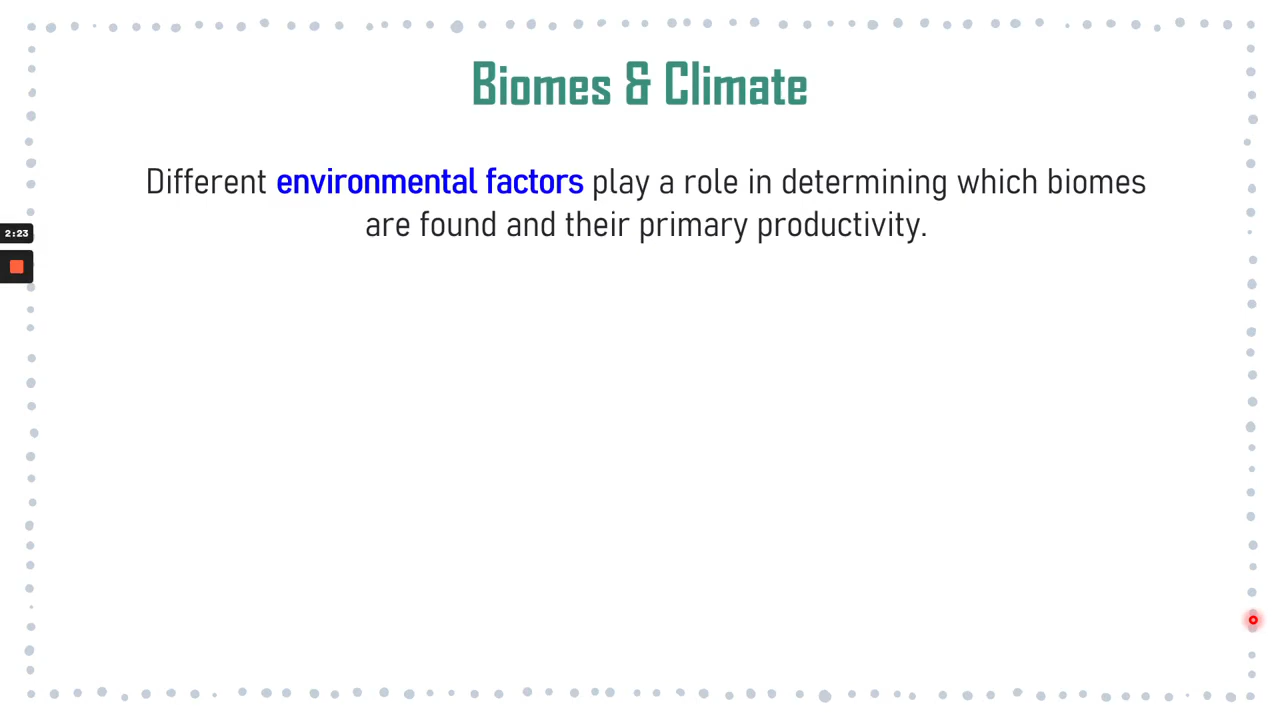 Biomes & Climate
Different environmental factors play a role in determining which biomes
are found and their primary productivity.
2:23